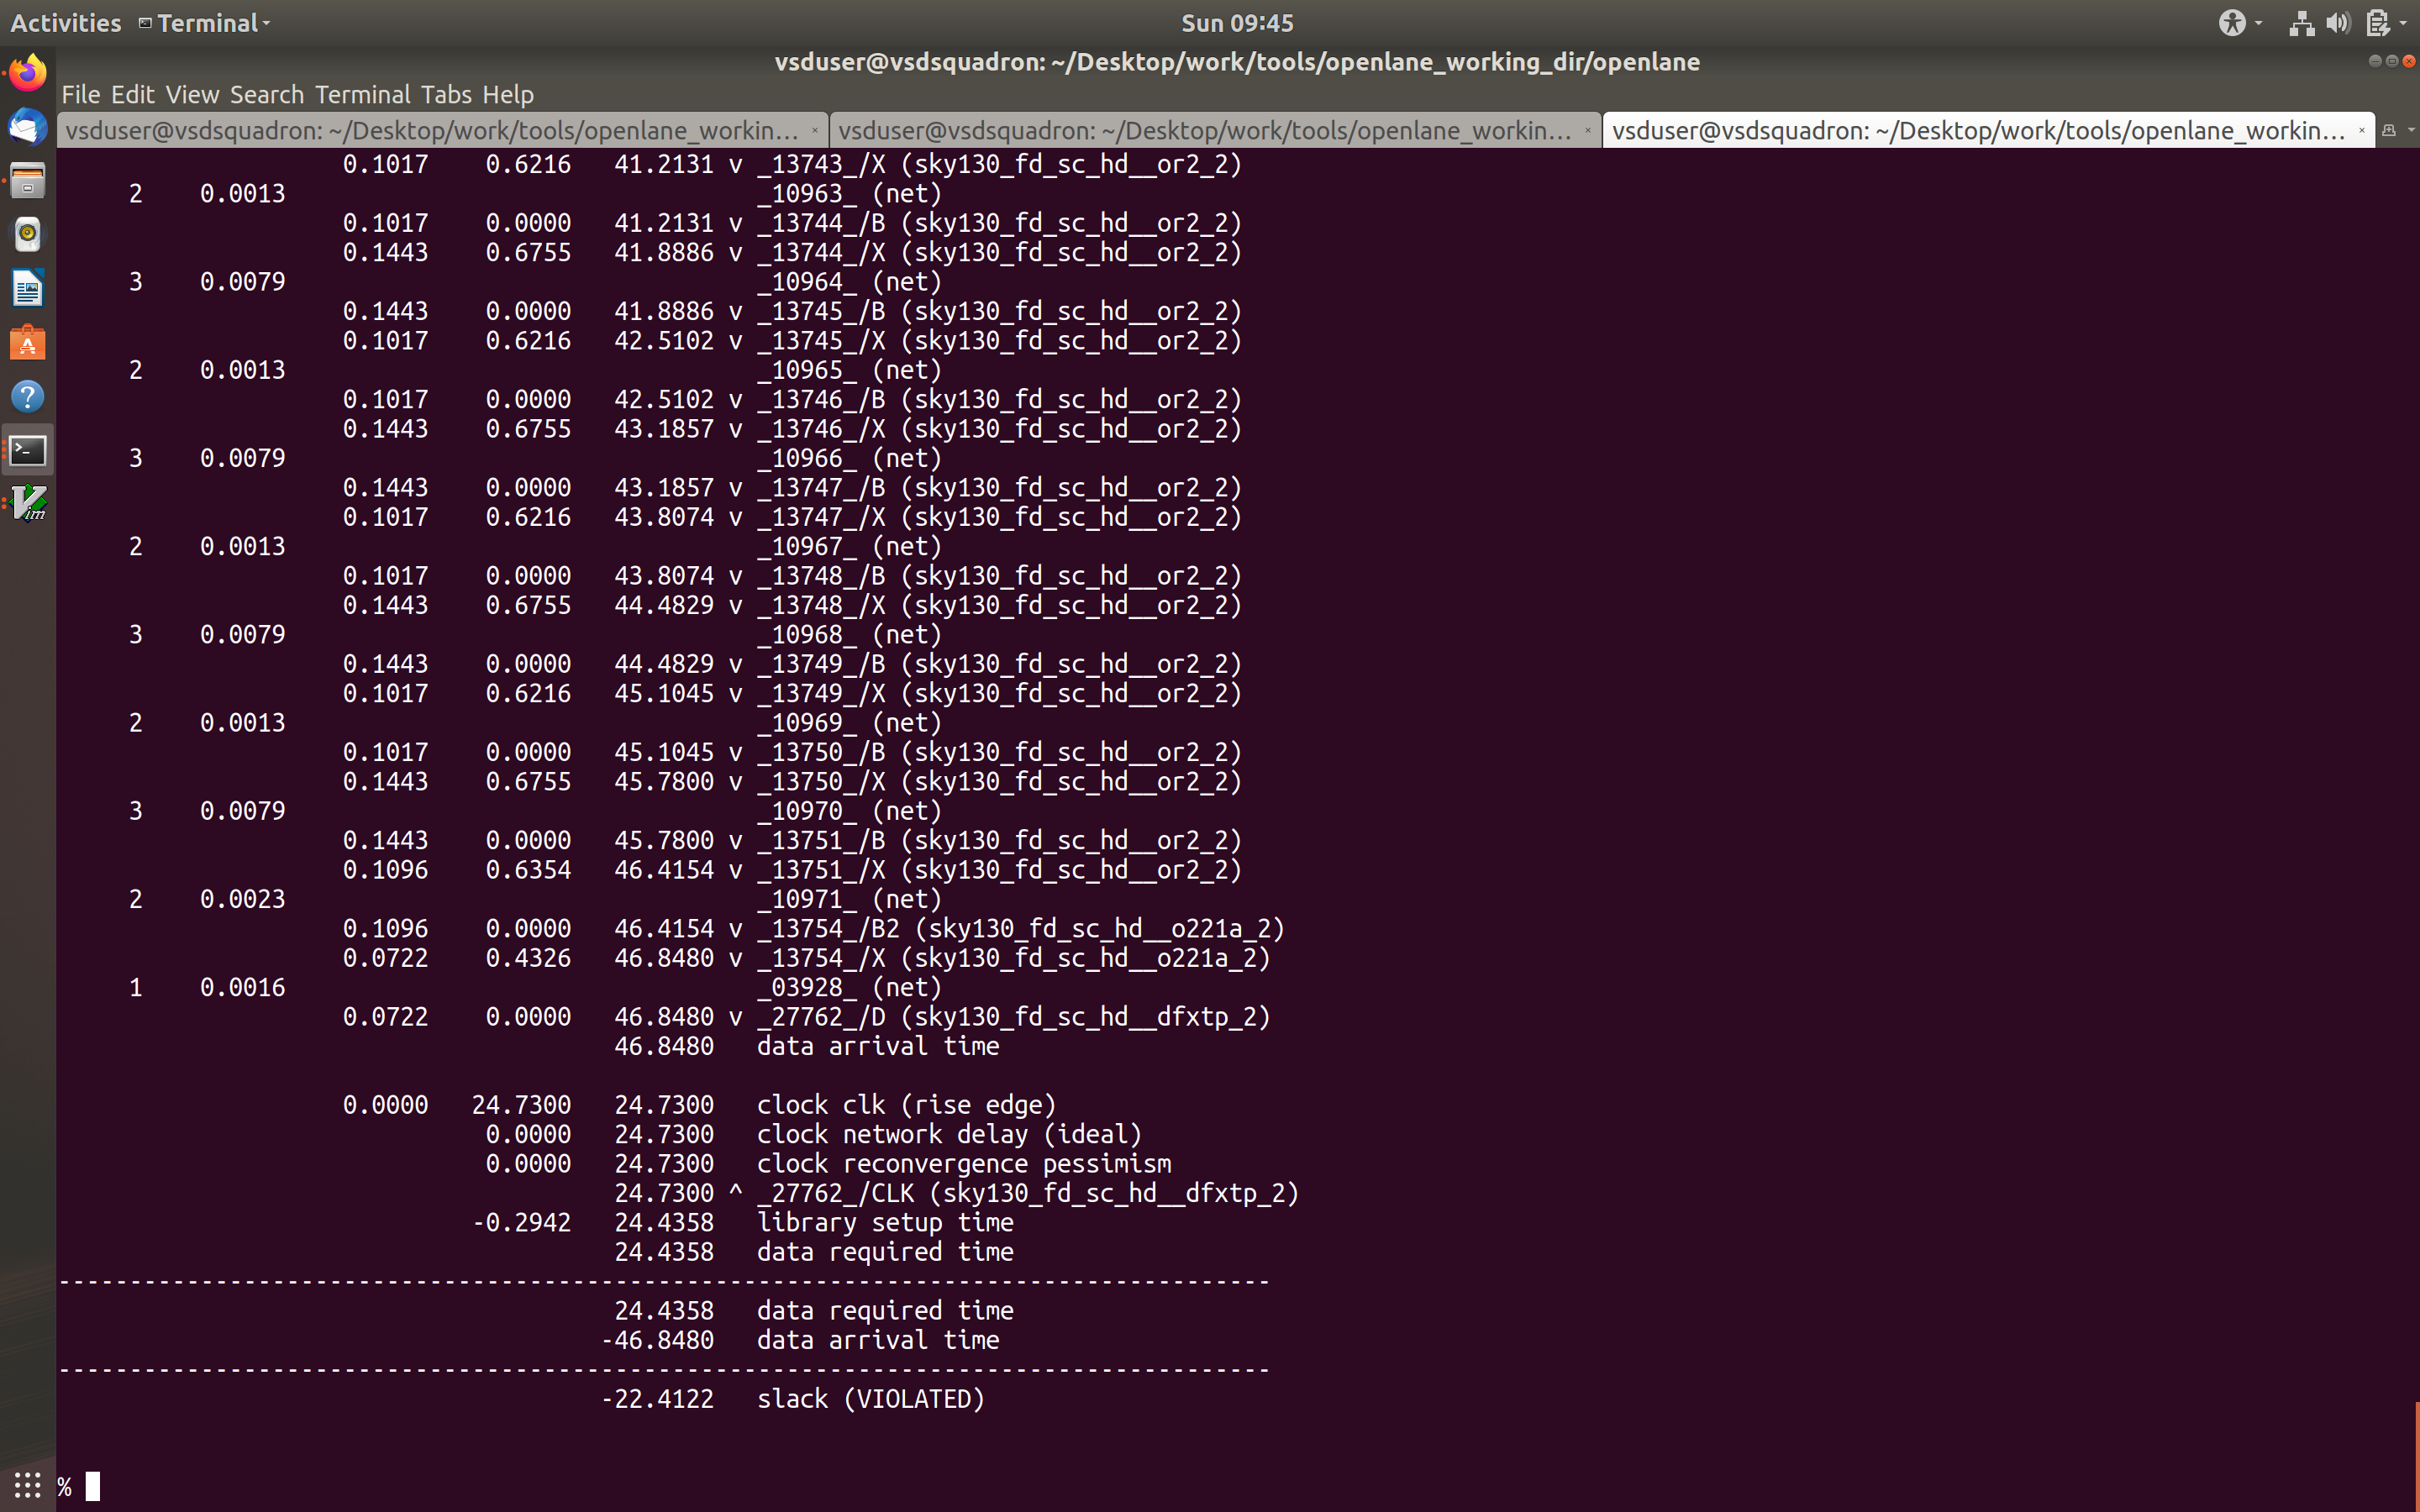 Activities Terminal Sun 09:45
vsduser@vsdsquadron: ~/Desktop/work/tools/openlane_working_dir/openlane
File Edit View Search Terminal Tabs Help
vsduser@vsdsquadron: ~/Desktop/work/tools/openlane_workin... vsduser@vsdsquadron: ~/Desktop/work/tools/openlane_workin... vsduser@vsdsquadron: ~/Desktop/work/tools/openlane_workin...
0.1017 0.6216 41.2131 v _13743_/X (sky130_fd_sc_hd__or2_2)
2 0.0013 _10963_ (net)
0.1017 0.0000 41.2131 v _13744_/B (sky130_fd_sc_hd__or2_2)
0.1443 0.6755 41.8886 v _13744_/X (sky130_fd_sc_hd__or2_2)
3 0.0079 _10964_ (net)
0.1443 0.0000 41.8886 v _13745_/B (sky130_fd_sc_hd__or2_2)
0.1017 0.6216 42.5102 v _13745_/X (sky130_fd_sc_hd__or2_2)
2 0.0013 _10965_ (net)
0.1017 0.0000 42.5102 v _13746_/B (sky130_fd_sc_hd__or2_2)
0.1443 0.6755 43.1857 v _13746_/X (sky130_fd_sc_hd__or2_2)
3 0.0079 _10966_ (net)
0.1443 0.0000 43.1857 v _13747_/B (sky130_fd_sc_hd__or2_2)
0.1017 0.6216 43.8074 v _13747_/X (sky130_fd_sc_hd__or2_2)
2 0.0013 _10967_ (net)
0.1017 0.0000 43.8074 v _13748_/B (sky130_fd_sc_hd__or2_2)
0.1443 0.6755 44.4829 v _13748_/X (sky130_fd_sc_hd__or2_2)
3 0.0079 _10968_ (net)
0.1443 0.0000 44.4829 v _13749_/B (sky130_fd_sc_hd__or2_2)
0.1017 0.6216 45.1045 v _13749_/X (sky130_fd_sc_hd__or2_2)
2 0.0013 _10969_ (net)
0.1017 0.0000 45.1045 v _13750_/B (sky130_fd_sc_hd__or2_2)
0.1443 0.6755 45.7800 v _13750_/X (sky130_fd_sc_hd__or2_2)
3 0.0079 _10970_ (net)
0.1443 0.0000 45.7800 v _13751_/B (sky130_fd_sc_hd__or2_2)
0.1096 0.6354 46.4154 v _13751_/X (sky130_fd_sc_hd__or2_2)
2 0.0023 _10971_ (net)
0.1096 0.0000 46.4154 v _13754_/B2 (sky130_fd_sc_hd__o221a_2)
0.0722 0.4326 46.8480 v _13754_/X (sky130_fd_sc_hd__o221a_2)
1 0.0016 _03928_ (net)
0.0722 0.0000 46.8480 v _27762_/D (sky130_fd_sc_hd__dfxtp_2)
46.8480 data arrival time
0.0000 24.7300 24.7300 clock clk (rise edge)
0.0000 24.7300 clock network delay (ideal)
0.0000 24.7300 clock reconvergence pessimism
24.7300 ^ _27762_/CLK (sky130_fd_sc_hd__dfxtp_2)
-0.2942 24.4358 library setup time
24.4358 data required time
-------------------------------------------------------------------------------------
24.4358 data required time
-46.8480 data arrival time
-------------------------------------------------------------------------------------
-22.4122 slack (VIOLATED)
%